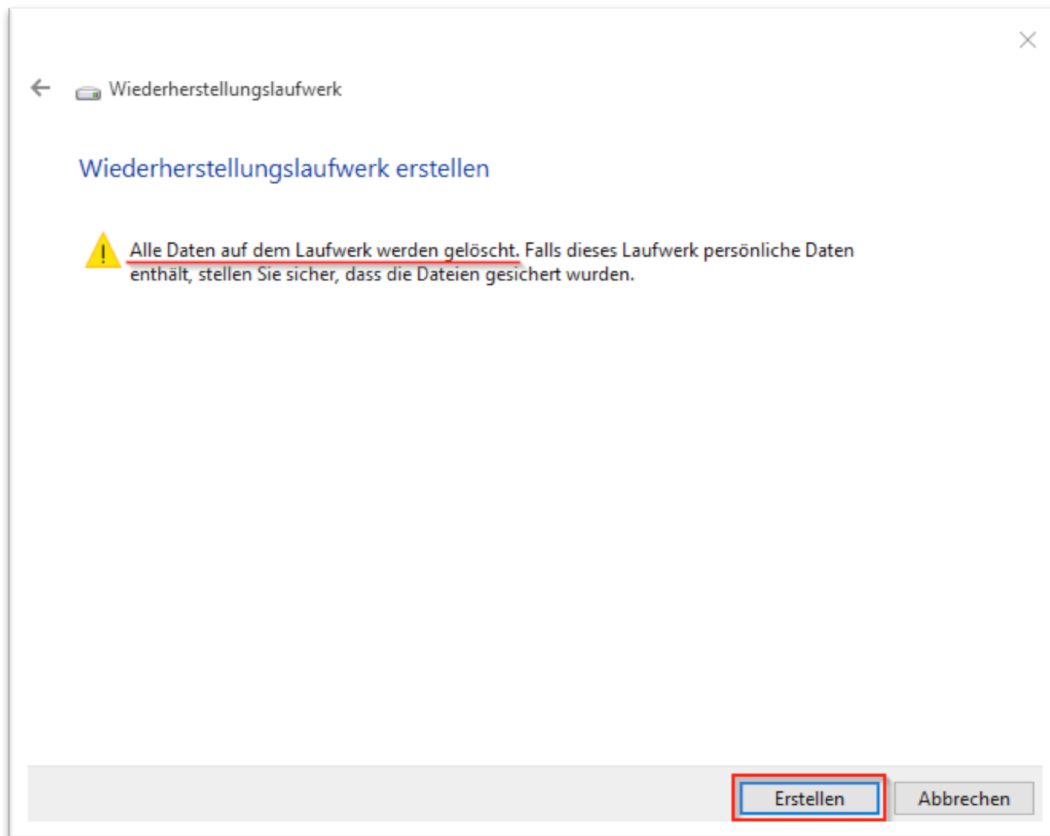 Wiederherstellungslaufwerk
Wiederherstellungslaufwerk erstellen
Alle Daten auf dem Laufwerk werden gelöscht. Falls dieses Laufwerk persönliche Daten
enthält, stellen Sie sicher, dass die Dateien gesichert wurden.
Erstellen Abbrechen